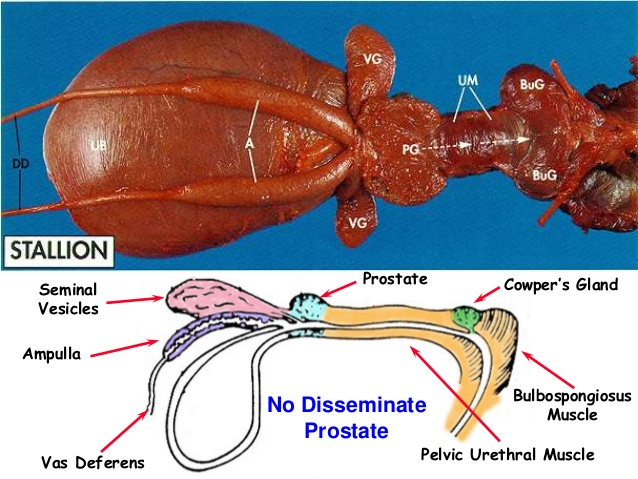 VG
UM
BuG
UB
A
PG
DD
BuG
VG
STALLION
Prostate
Cowper's Gland
Seminal
Vesicles
Ampulla
No Disseminate
Prostate
Bulbospongiosus
Muscle
Vas Deferens
Pelvic Urethral Muscle